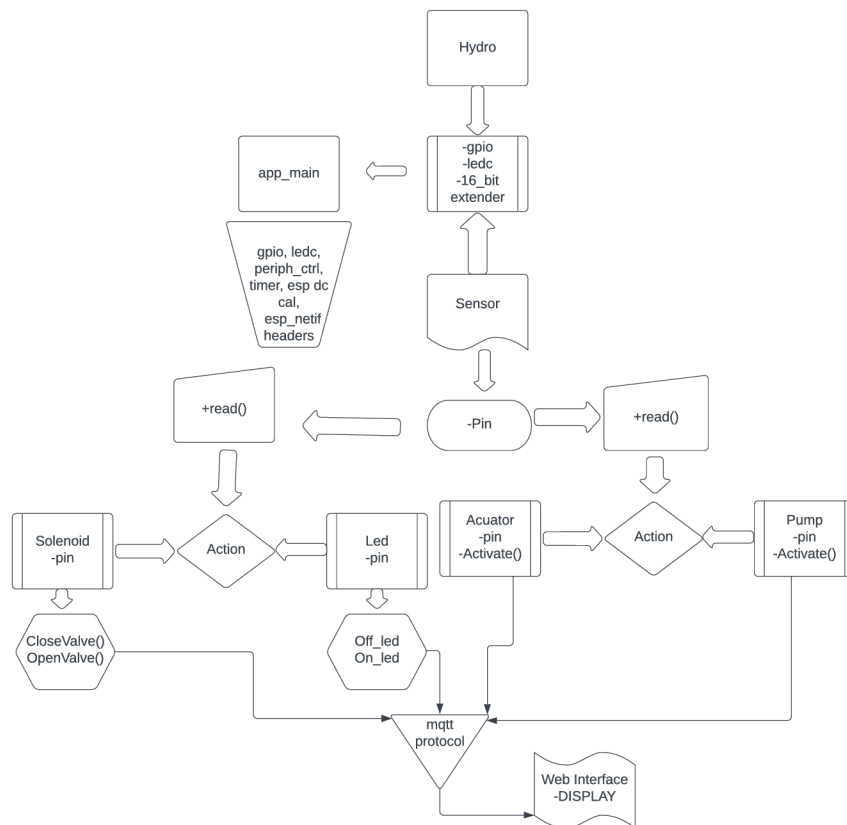 Hydro
-gpio
-ledc
-16_bit
extender
app_main
gpio, ledc,
periph_ctrl,
timer, esp dc
cal,
esp_netif
headers
Sensor
+read()
-Pin
+read()
Solenoid
-pin
Action
Led
-pin
Acuator
-pin
-Activate()
Action
Pump
-pin
-Activate()
CloseValve()
OpenValve()
Off_led
On_led
mqtt
protocol
Web Interface
-DISPLAY